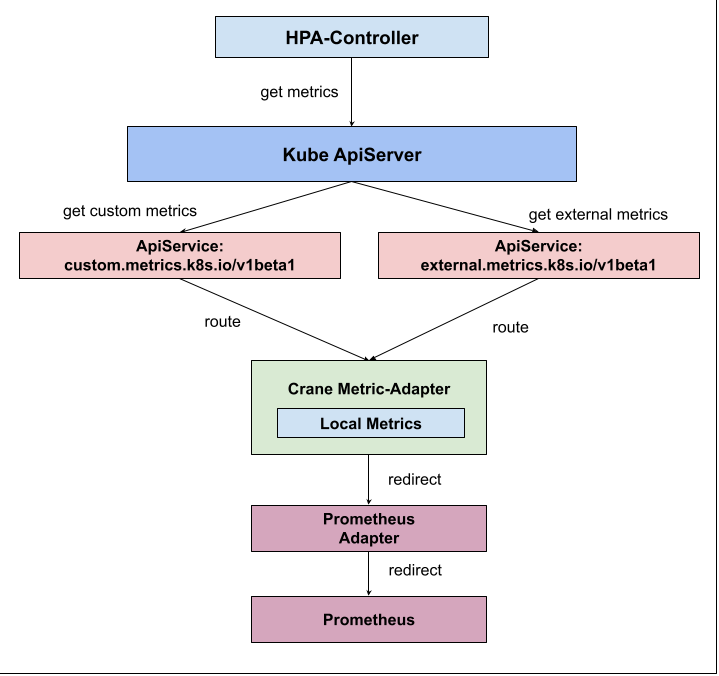 HPA-Controller
get metrics
Kube ApiServer
get custom metrics
get external metrics
ApiService:
custom.metrics.k8s.io/v1beta1
ApiService:
external.metrics.k8s.io/v1beta1
route
route
Crane Metric-Adapter
Local Metrics
redirect
Prometheus
Adapter
redirect
Prometheus